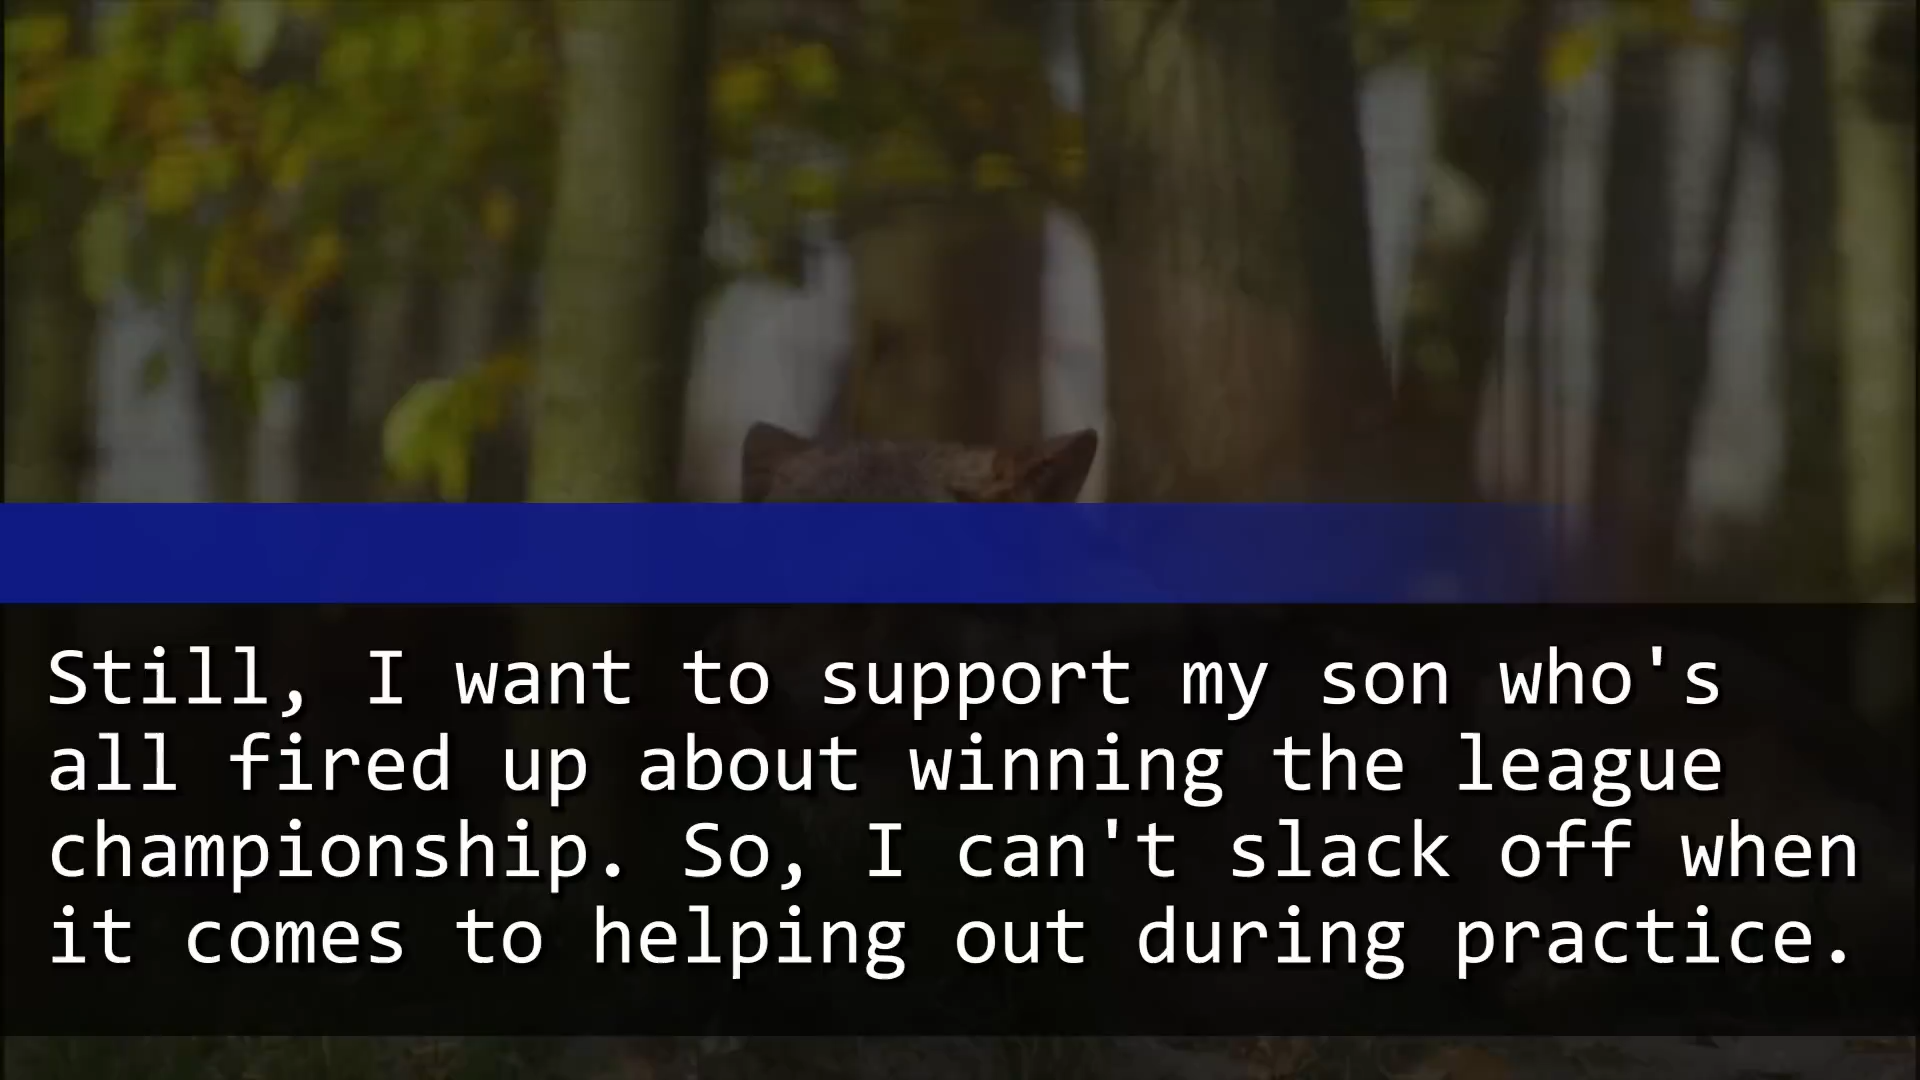 Still, I want to support my son who's
all fired up about winning the league
championship. So, I can't slack off when
it comes to helping out during practice.